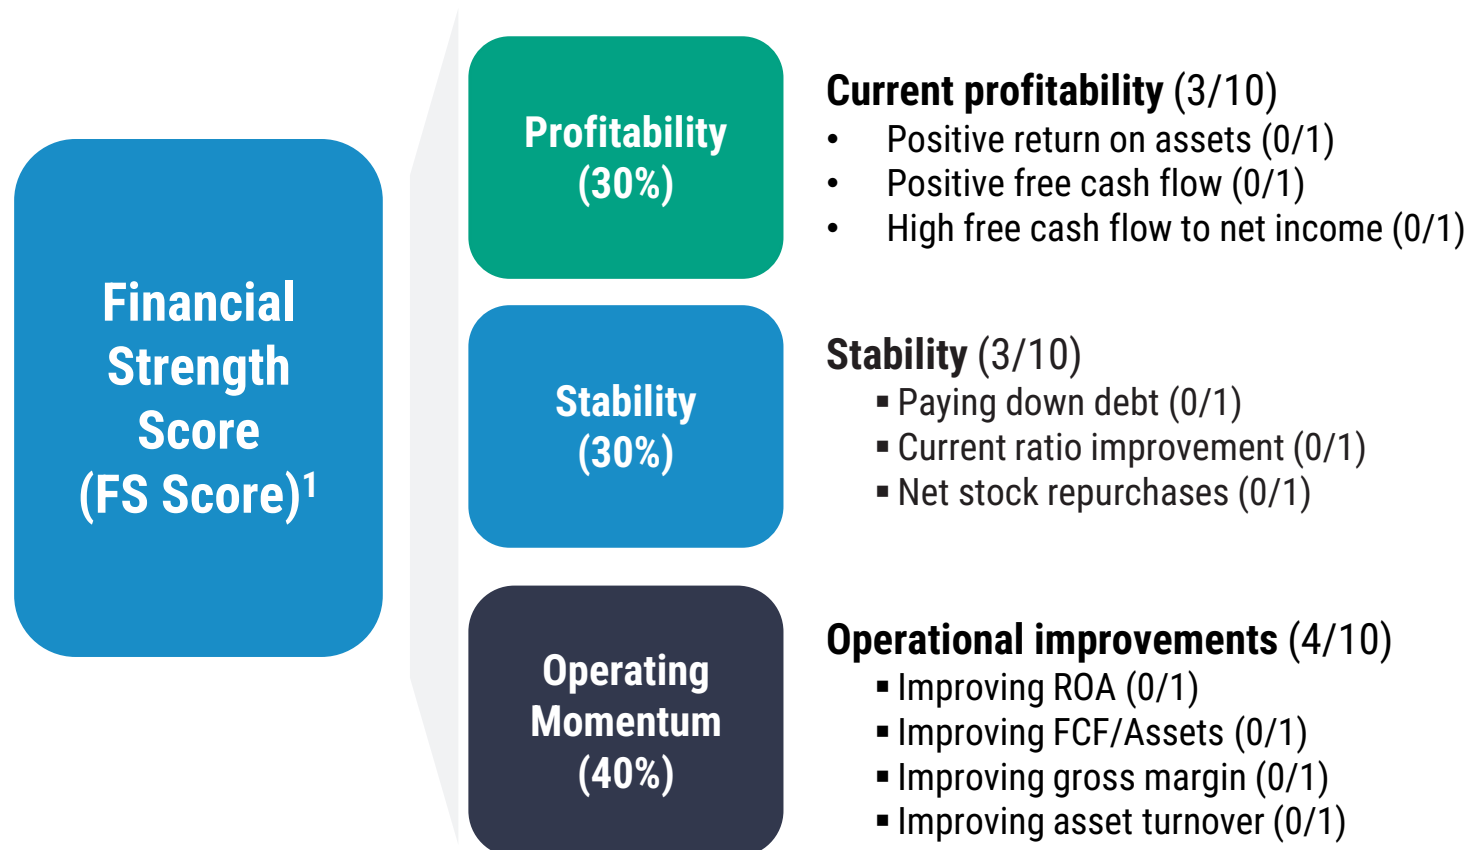 Financial
Strength
Score
(FS Score)¹
Profitability
(30%)
Current profitability (3/10)
• Positive return on assets (0/1)
• Positive free cash flow (0/1)
• High free cash flow to net income (0/1)
Stability
(30%)
Stability (3/10)
▪ Paying down debt (0/1)
▪ Current ratio improvement (0/1)
▪ Net stock repurchases (0/1)
Operating
Momentum
(40%)
Operational improvements (4/10)
▪ Improving ROA (0/1)
▪ Improving FCF/Assets (0/1)
▪ Improving gross margin (0/1)
▪ Improving asset turnover (0/1)